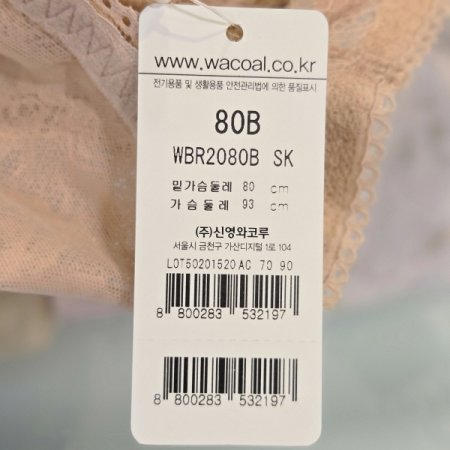 www.wacoal.co.kr
전기용품 및 생활용품 안전관리법에 의한 품질표시
80B
WBR2080B SK
밑가슴둘레 80 cm
가 슴 둘 레 93 cm
(주)신영와코루
서울시 금천구 가산디지털 1로 104
LOT50201520AC 70 90
8 800283 532197
8 800283 532197